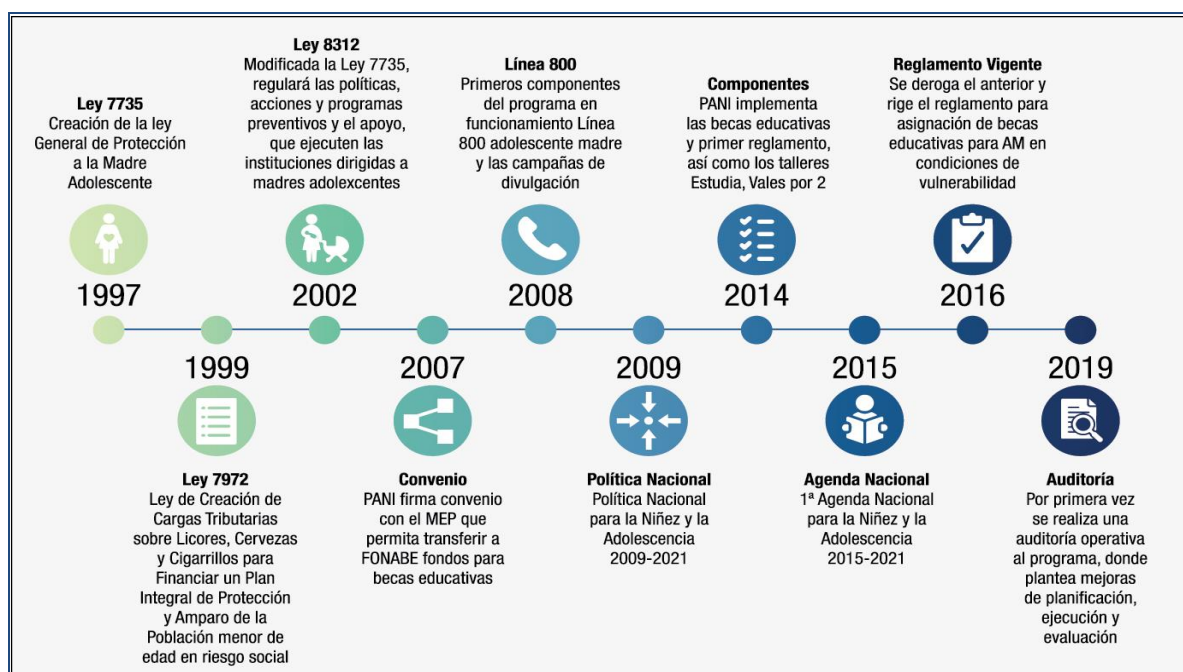 Ley 7735
Creación de la ley
General de Protección
a la Madre
Adolescente
1997
Ley 8312
Modificada la Ley 7735,
regulará las políticas,
acciones y programas
preventivos y el apoyo,
que ejecuten las
instituciones dirigidas a
madres adolexcentes
2002
Línea 800
Primeros componentes
del programa en
funcionamiento Línea
800 adolescente madre
y las campañas de
divulgación
2008
Componentes
PANI implementa
las becas educativas
y primer reglamento,
así como los talleres
Estudia, Vales por 2
2014
Reglamento Vigente
Se deroga el anterior y
rige el reglamento para
asignación de becas
educativas para AM en
condiciones de
vulnerabilidad
2016
1999
Ley 7972
Ley de Creación de
Cargas Tributarias
sobre Licores, Cervezas
y Cigarrillos para
Financiar un Plan
Integral de Protección
y Amparo de la
Población menor de
edad en riesgo social
2007
Convenio
PANI firma convenio
con el MEP que
permita transferir a
FONABE fondos para
becas educativas
2009
Política Nacional
Política Nacional
para la Niñez y la
Adolescencia
2009-2021
2015
Agenda Nacional
1ª Agenda Nacional
para la Niñez y la
Adolescencia
2015-2021
2019
Auditoría
Por primera vez
se realiza una
auditoría operativa
al programa, donde
plantea mejoras
de planificación,
ejecución y
evaluación